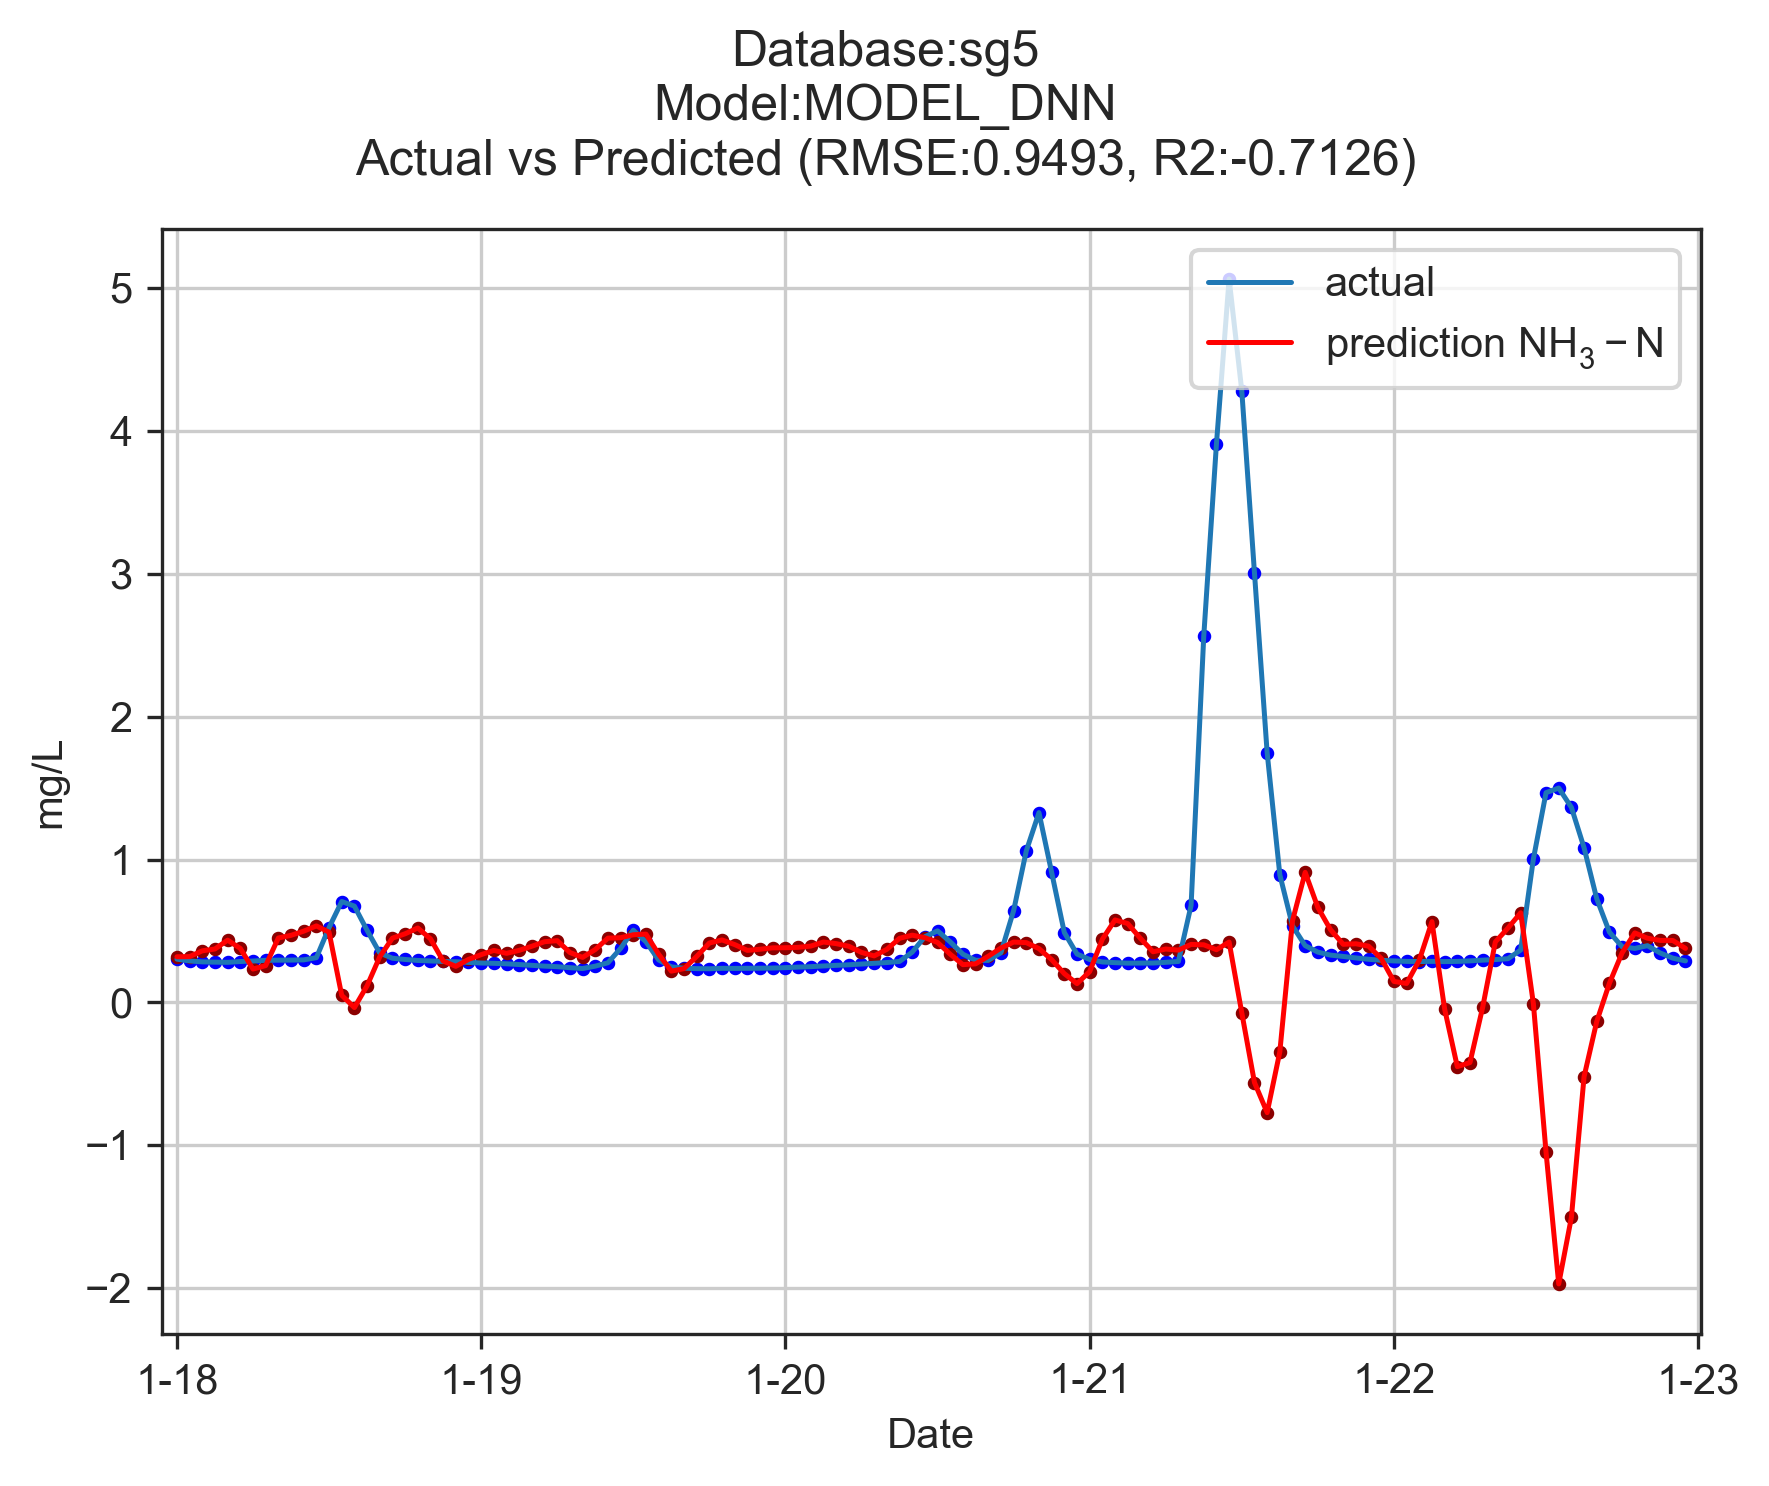 Database:sg5
Model:MODEL_DNN
Actual vs Predicted (RMSE:0.9493, R2:-0.7126)
actual
prediction NH₃ − N
5
4
3
2
1
0
−1
−2
mg/L
1-18 1-19 1-20 1-21 1-22 1-23
Date